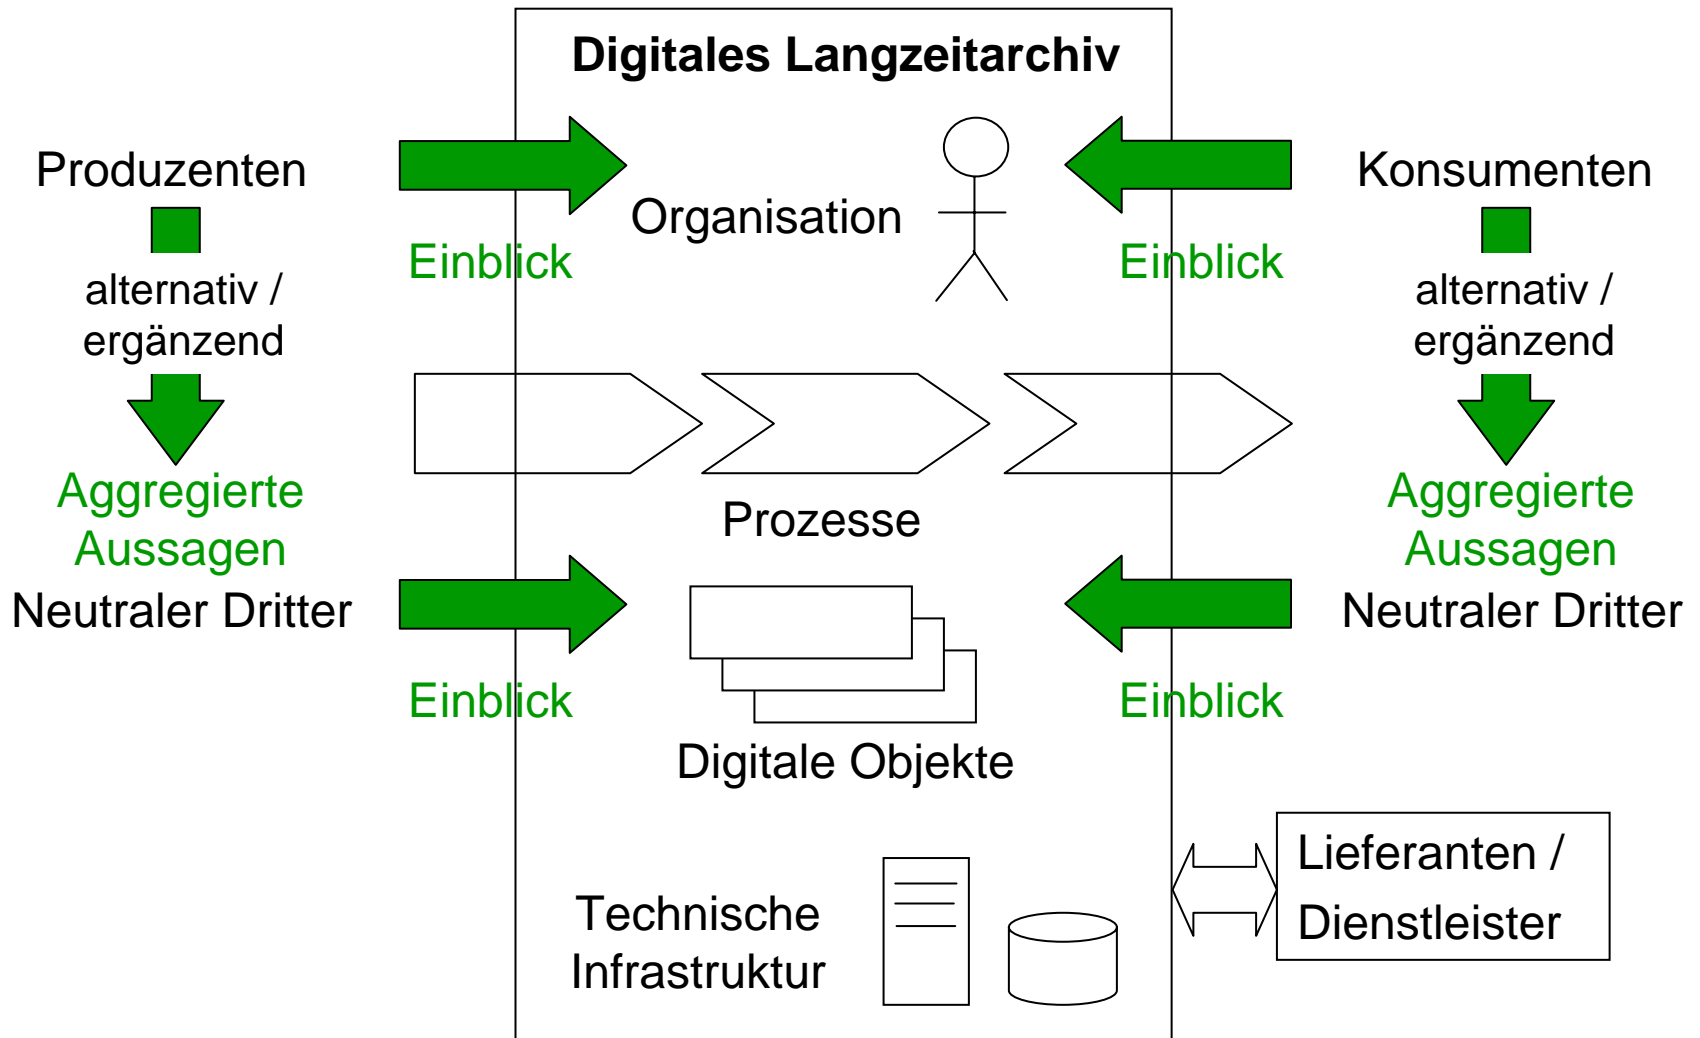 Digitales Langzeitarchiv
Produzenten
alternativ /
ergänzend
Aggregierte
Aussagen
Neutraler Dritter
Einblick
Einblick
Organisation
Prozesse
Digitale Objekte
Technische
Infrastruktur
Einblick
Einblick
Konsumenten
alternativ /
ergänzend
Aggregierte
Aussagen
Neutraler Dritter
Lieferanten /
Dienstleister